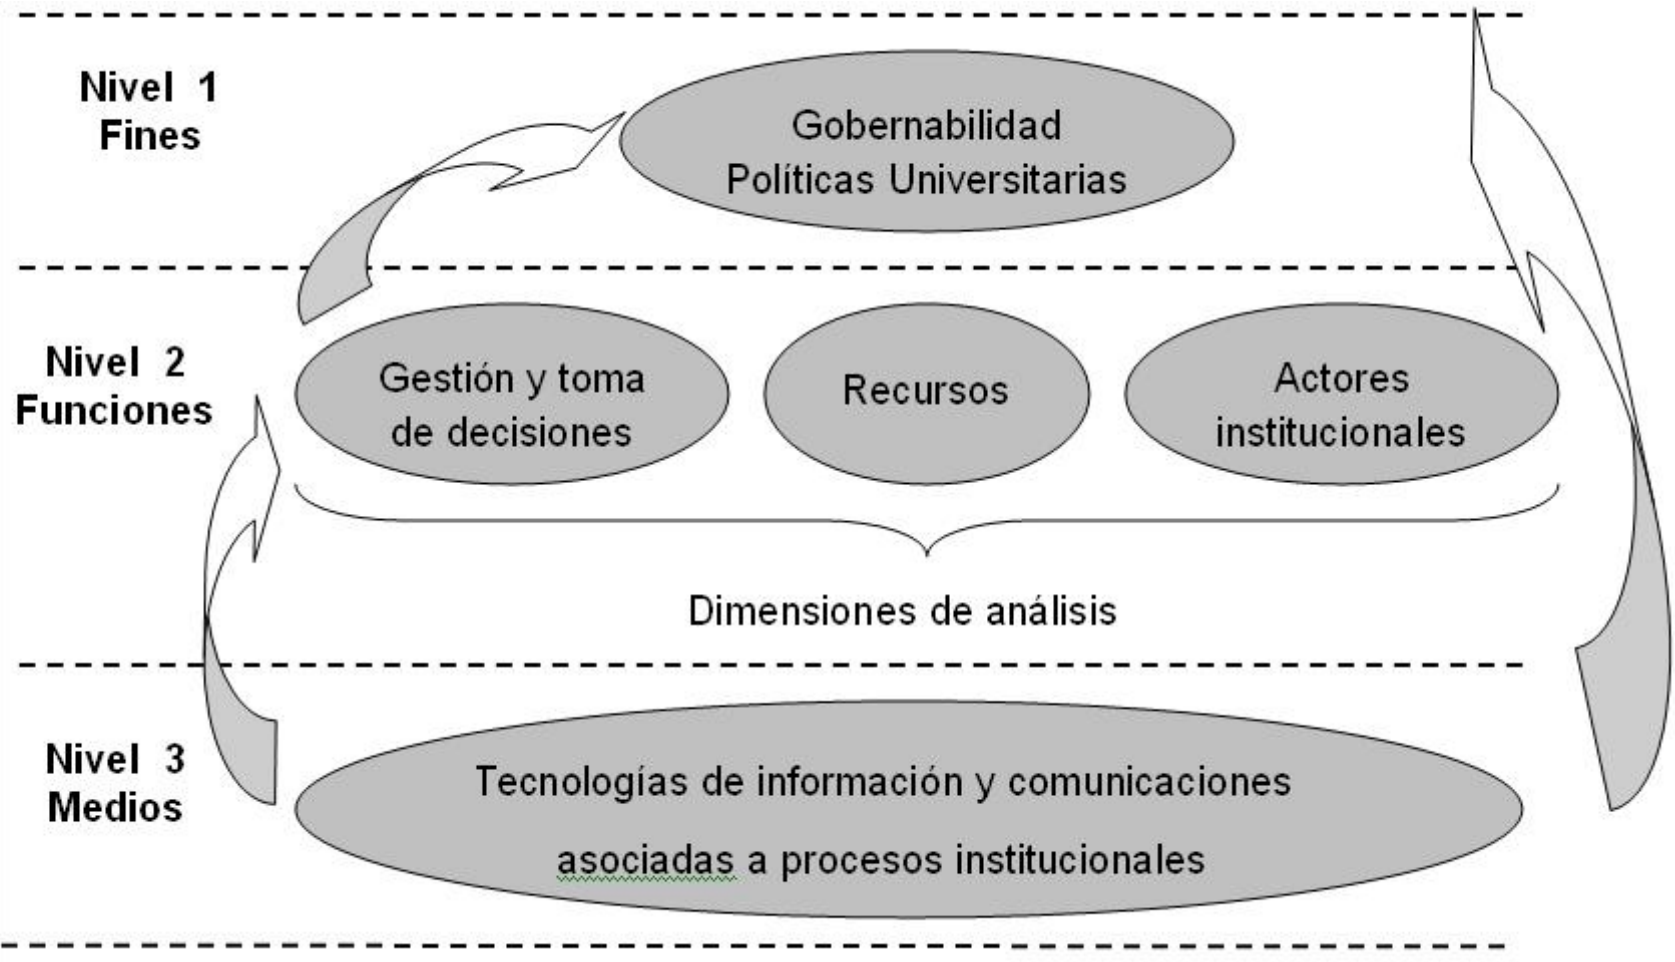 Nivel 1
Fines
Gobernabilidad
Políticas Universitarias
Nivel 2
Funciones
Gestión y toma
de decisiones
Recursos
Actores
institucionales
Dimensiones de análisis
Nivel 3
Medios
Tecnologías de información y comunicaciones
asociadas a procesos institucionales